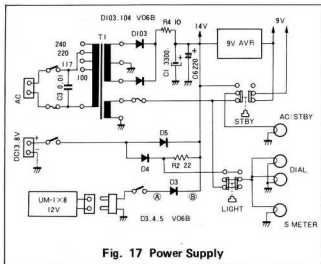 D103.104 V06B
R4 10
14V
9V
T1
240
220
117
100
D103
C1 3300
C6 220
9V AVR
AC
C3 0.01
STBY
AC/STBY
DC13.8V
D5
D4
R2 22
DIAL
D3
LIGHT
UM-1×8
12V
A
B
D3.4.5 V06B
S METER
Fig. 17 Power Supply